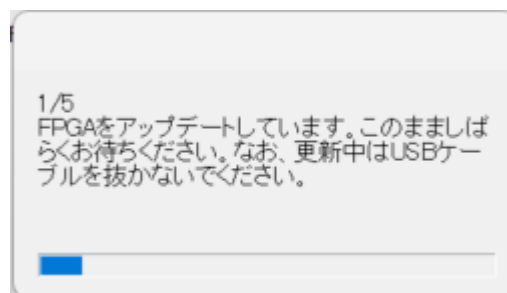 1/5
FPGAをアップデートしています。このまましば
らくお待ちください。なお、更新中はUSBケー
ブルを抜かないでください。